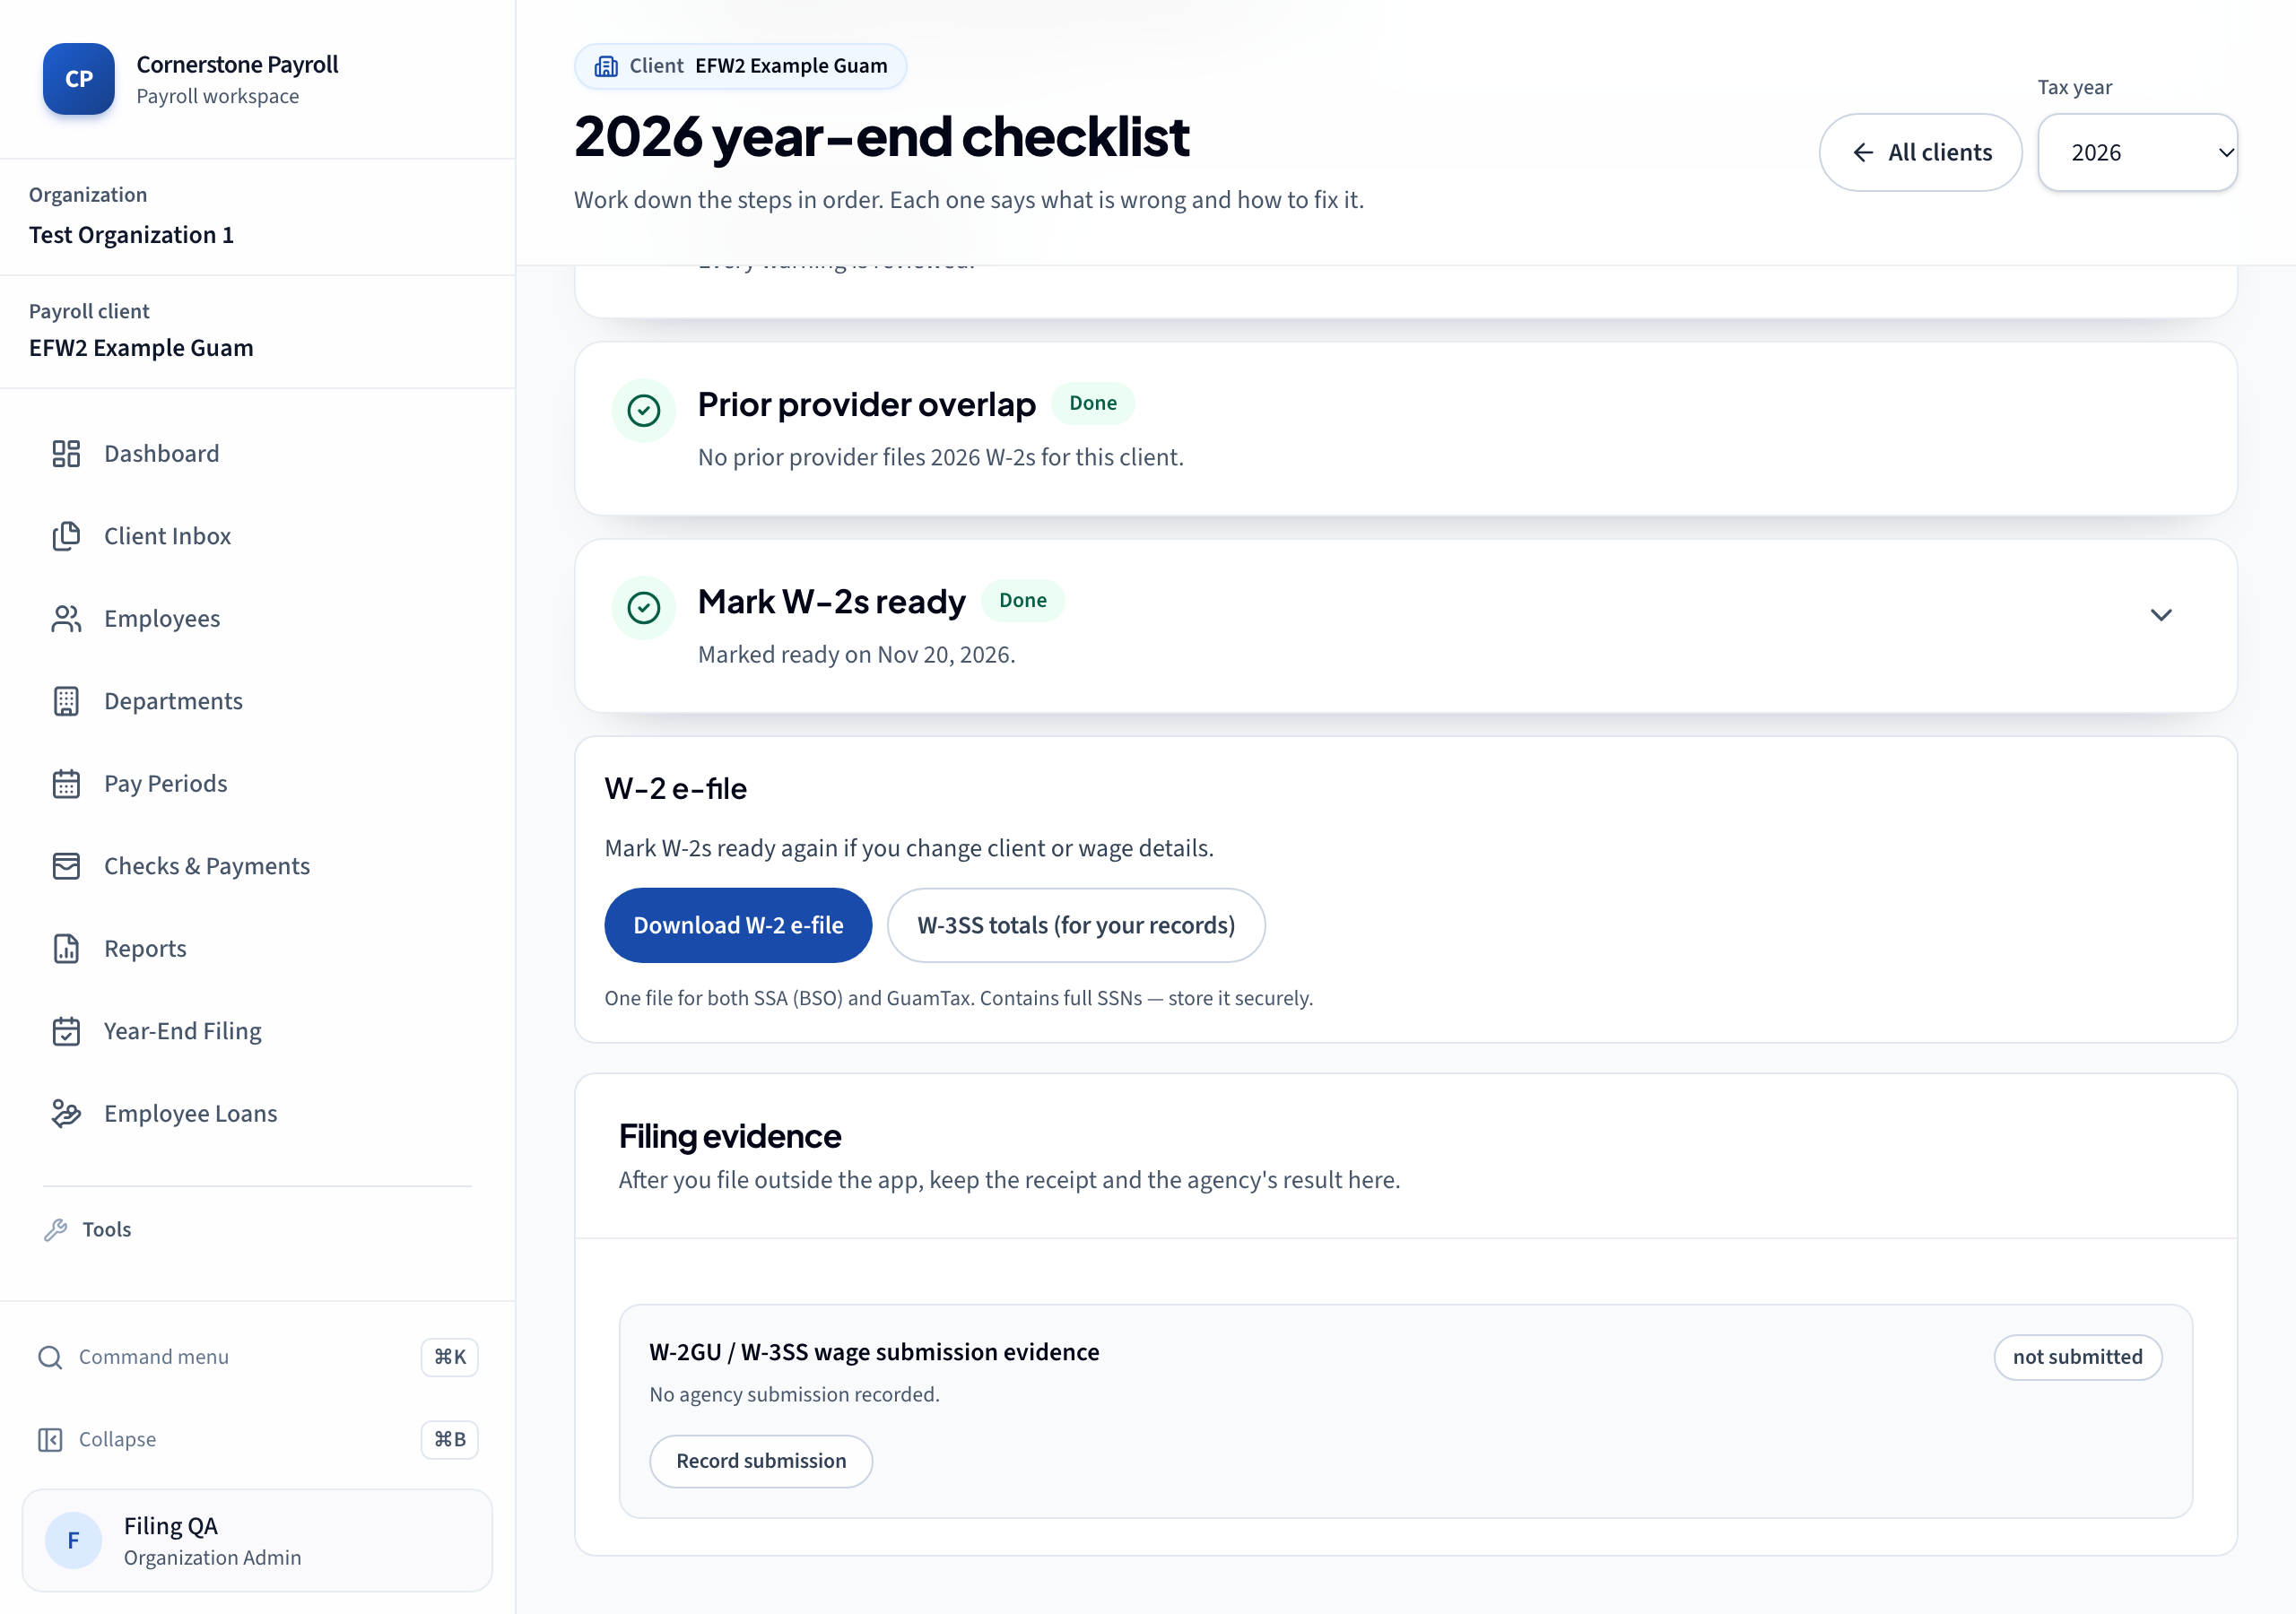 CP
Cornerstone Payroll
Payroll workspace
Organization
Test Organization 1
Payroll client
EFW2 Example Guam
Dashboard
Client Inbox
Employees
Departments
Pay Periods
Checks & Payments
Reports
Year-End Filing
Employee Loans
Tools
Command menu ⌘K
Collapse ⌘B
F
Filing QA
Organization Admin
Client EFW2 Example Guam
2026 year-end checklist
Work down the steps in order. Each one says what is wrong and how to fix it.
All clients
Tax year
2026
Every warning is reviewed.
Prior provider overlap Done
No prior provider files 2026 W-2s for this client.
Mark W-2s ready Done
Marked ready on Nov 20, 2026.
W-2 e-file
Mark W-2s ready again if you change client or wage details.
Download W-2 e-file W-3SS totals (for your records)
One file for both SSA (BSO) and GuamTax. Contains full SSNs — store it securely.
Filing evidence
After you file outside the app, keep the receipt and the agency's result here.
W-2GU / W-3SS wage submission evidence
not submitted
No agency submission recorded.
Record submission